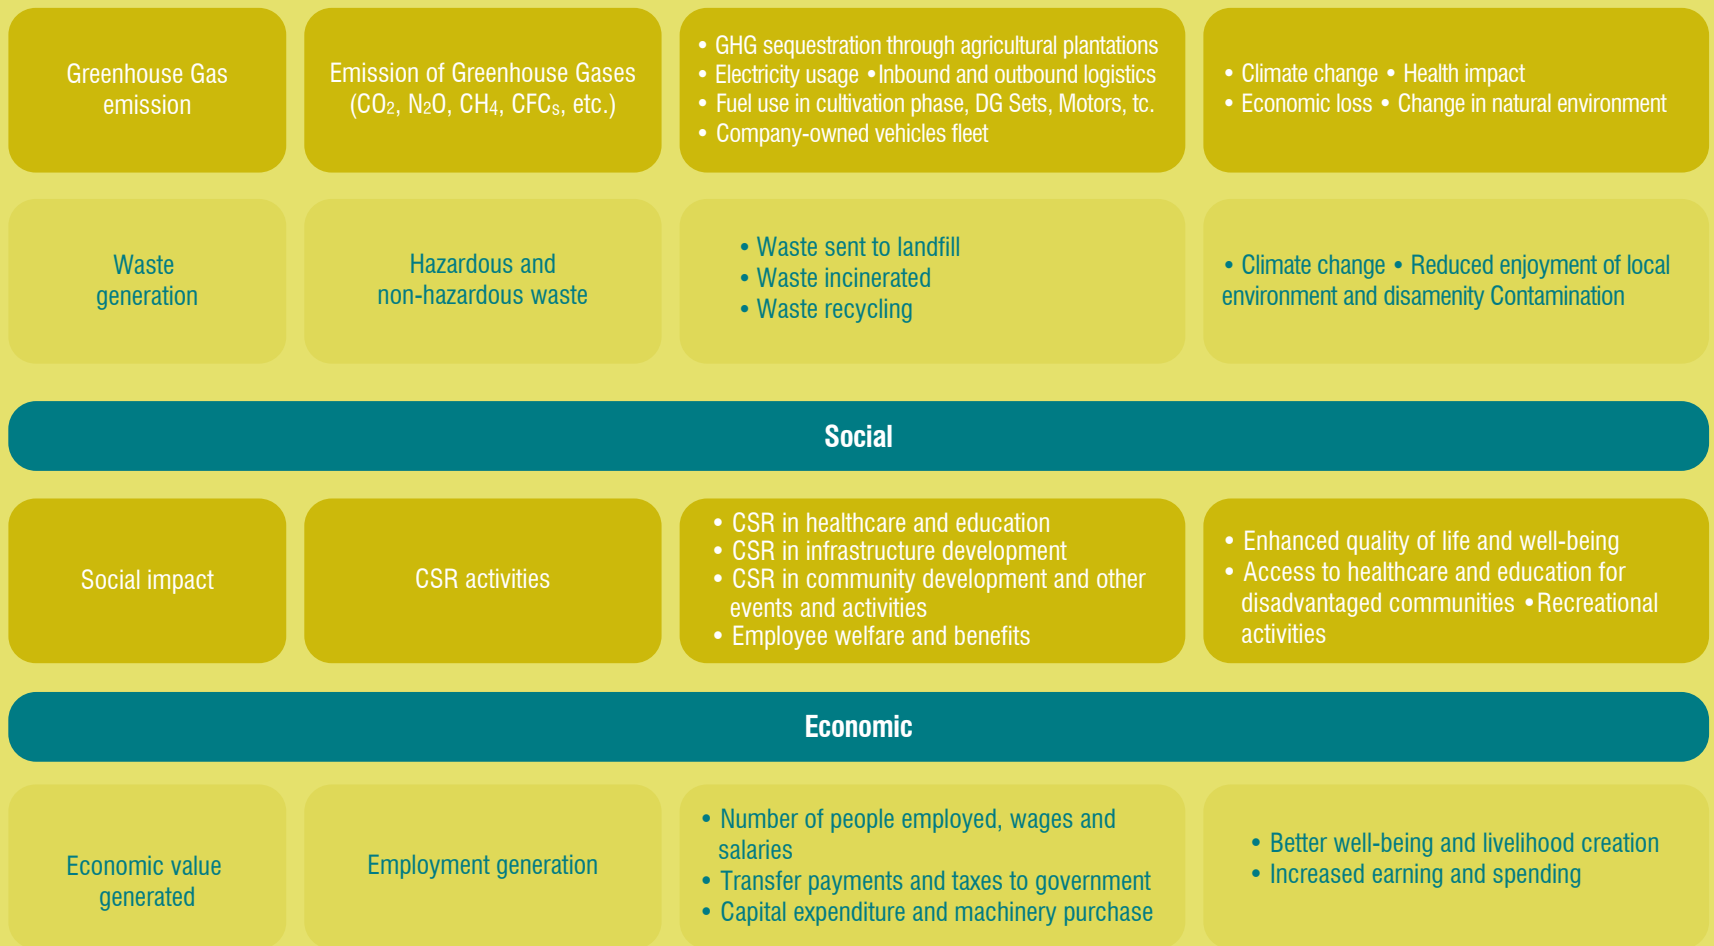 Greenhouse Gas
emission
Emission of Greenhouse Gases
(CO₂, N₂O, CH₄, CFCₛ, etc.)
• GHG sequestration through agricultural plantations
• Electricity usage • Inbound and outbound logistics
• Fuel use in cultivation phase, DG Sets, Motors, tc.
• Company-owned vehicles fleet
• Climate change • Health impact
• Economic loss • Change in natural environment
Waste
generation
Hazardous and
non-hazardous waste
• Waste sent to landfill
• Waste incinerated
• Waste recycling
• Climate change • Reduced enjoyment of local
environment and disamenity Contamination
Social
Social impact
CSR activities
• CSR in healthcare and education
• CSR in infrastructure development
• CSR in community development and other
events and activities
• Employee welfare and benefits
• Enhanced quality of life and well-being
• Access to healthcare and education for
disadvantaged communities • Recreational
activities
Economic
Economic value
generated
Employment generation
• Number of people employed, wages and
salaries
• Transfer payments and taxes to government
• Capital expenditure and machinery purchase
• Better well-being and livelihood creation
• Increased earning and spending